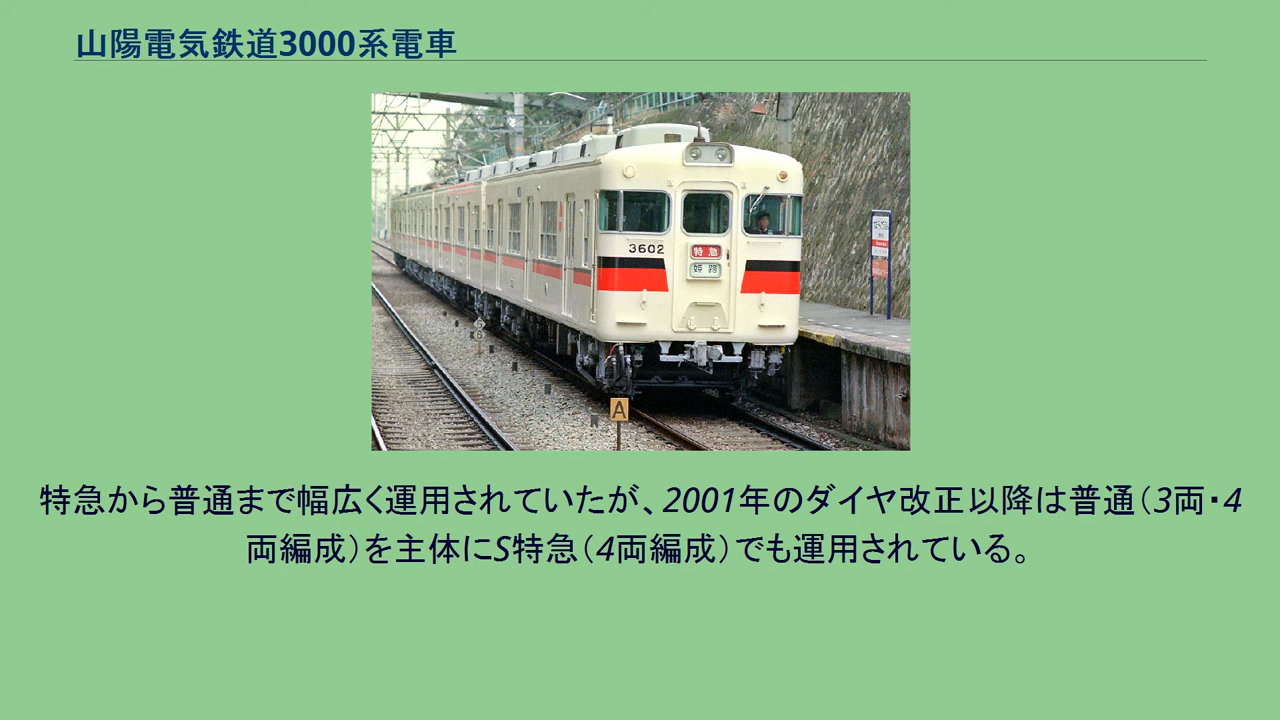 山陽電気鉄道3000系電車
3602
特急
姫路
A
特急から普通まで幅広く運用されていたが、2001年のダイヤ改正以降は普通（3両・4
両編成）を主体にS特急（4両編成）でも運用されている。